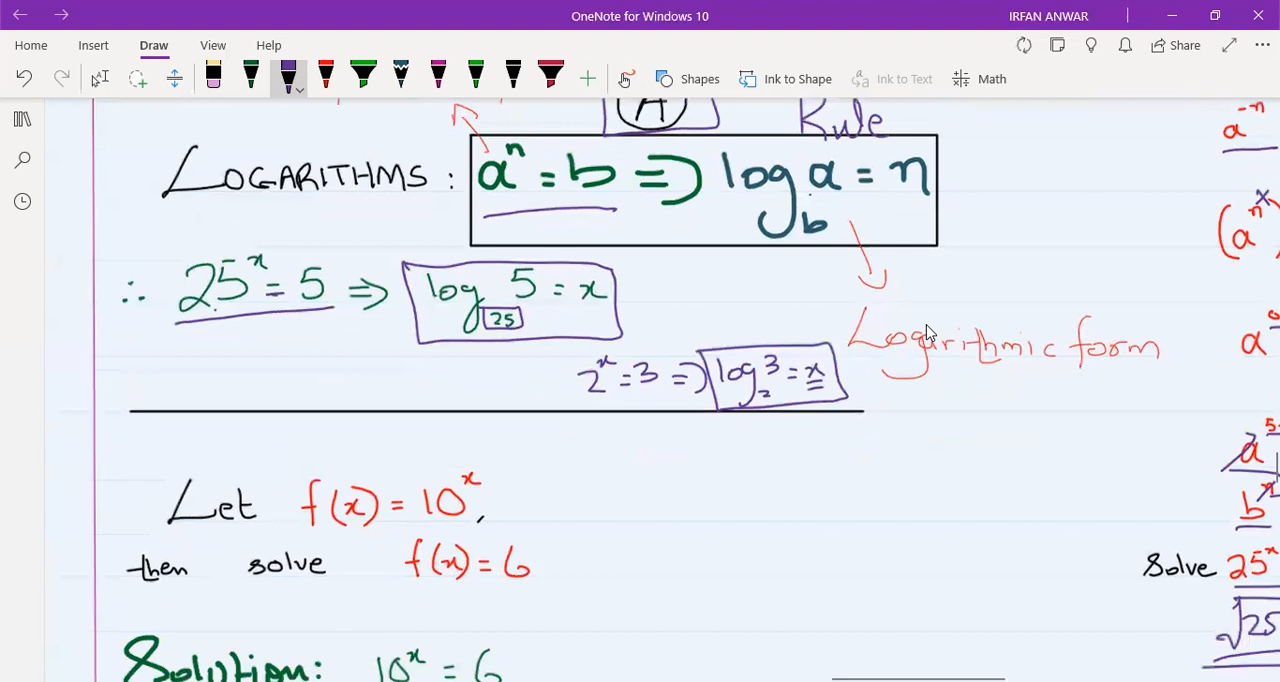 OneNote for Windows 10
IRFAN ANWAR
Home Insert Draw View Help
Share
Shapes Ink to Shape Ink to Text Math
A Rule
LOGARITHMS : aⁿ = b ⇒ log_b a = n
a⁻ⁿ
(aⁿ)ˣ
∴ 25ˣ = 5 ⇒ log_25 5 = x
Logarithmic form
2ˣ = 3 ⇒ log_2 3 = x
Let f(x) = 10ˣ,
then solve f(x) = 6
Solve 25ˣ
√25
Solution: 10ˣ = 6